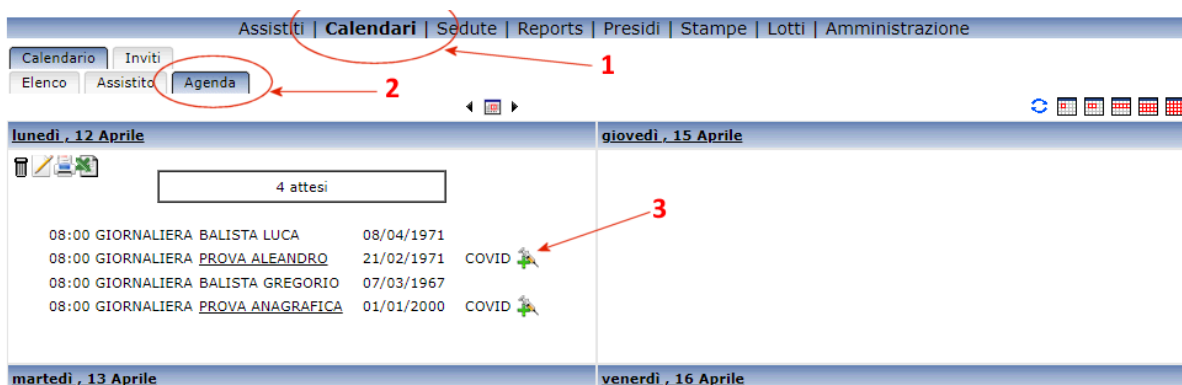 Assistiti | Calendari | Sedute | Reports | Presidi | Stampe | Lotti | Amministrazione
1
Calendario Inviti
Elenco Assistito Agenda
2
lunedì , 12 Aprile
giovedì , 15 Aprile
4 attesi
3
08:00 GIORNALIERA BALISTA LUCA 08/04/1971
08:00 GIORNALIERA PROVA ALEANDRO 21/02/1971 COVID
08:00 GIORNALIERA BALISTA GREGORIO 07/03/1967
08:00 GIORNALIERA PROVA ANAGRAFICA 01/01/2000 COVID
martedì , 13 Aprile
venerdì , 16 Aprile